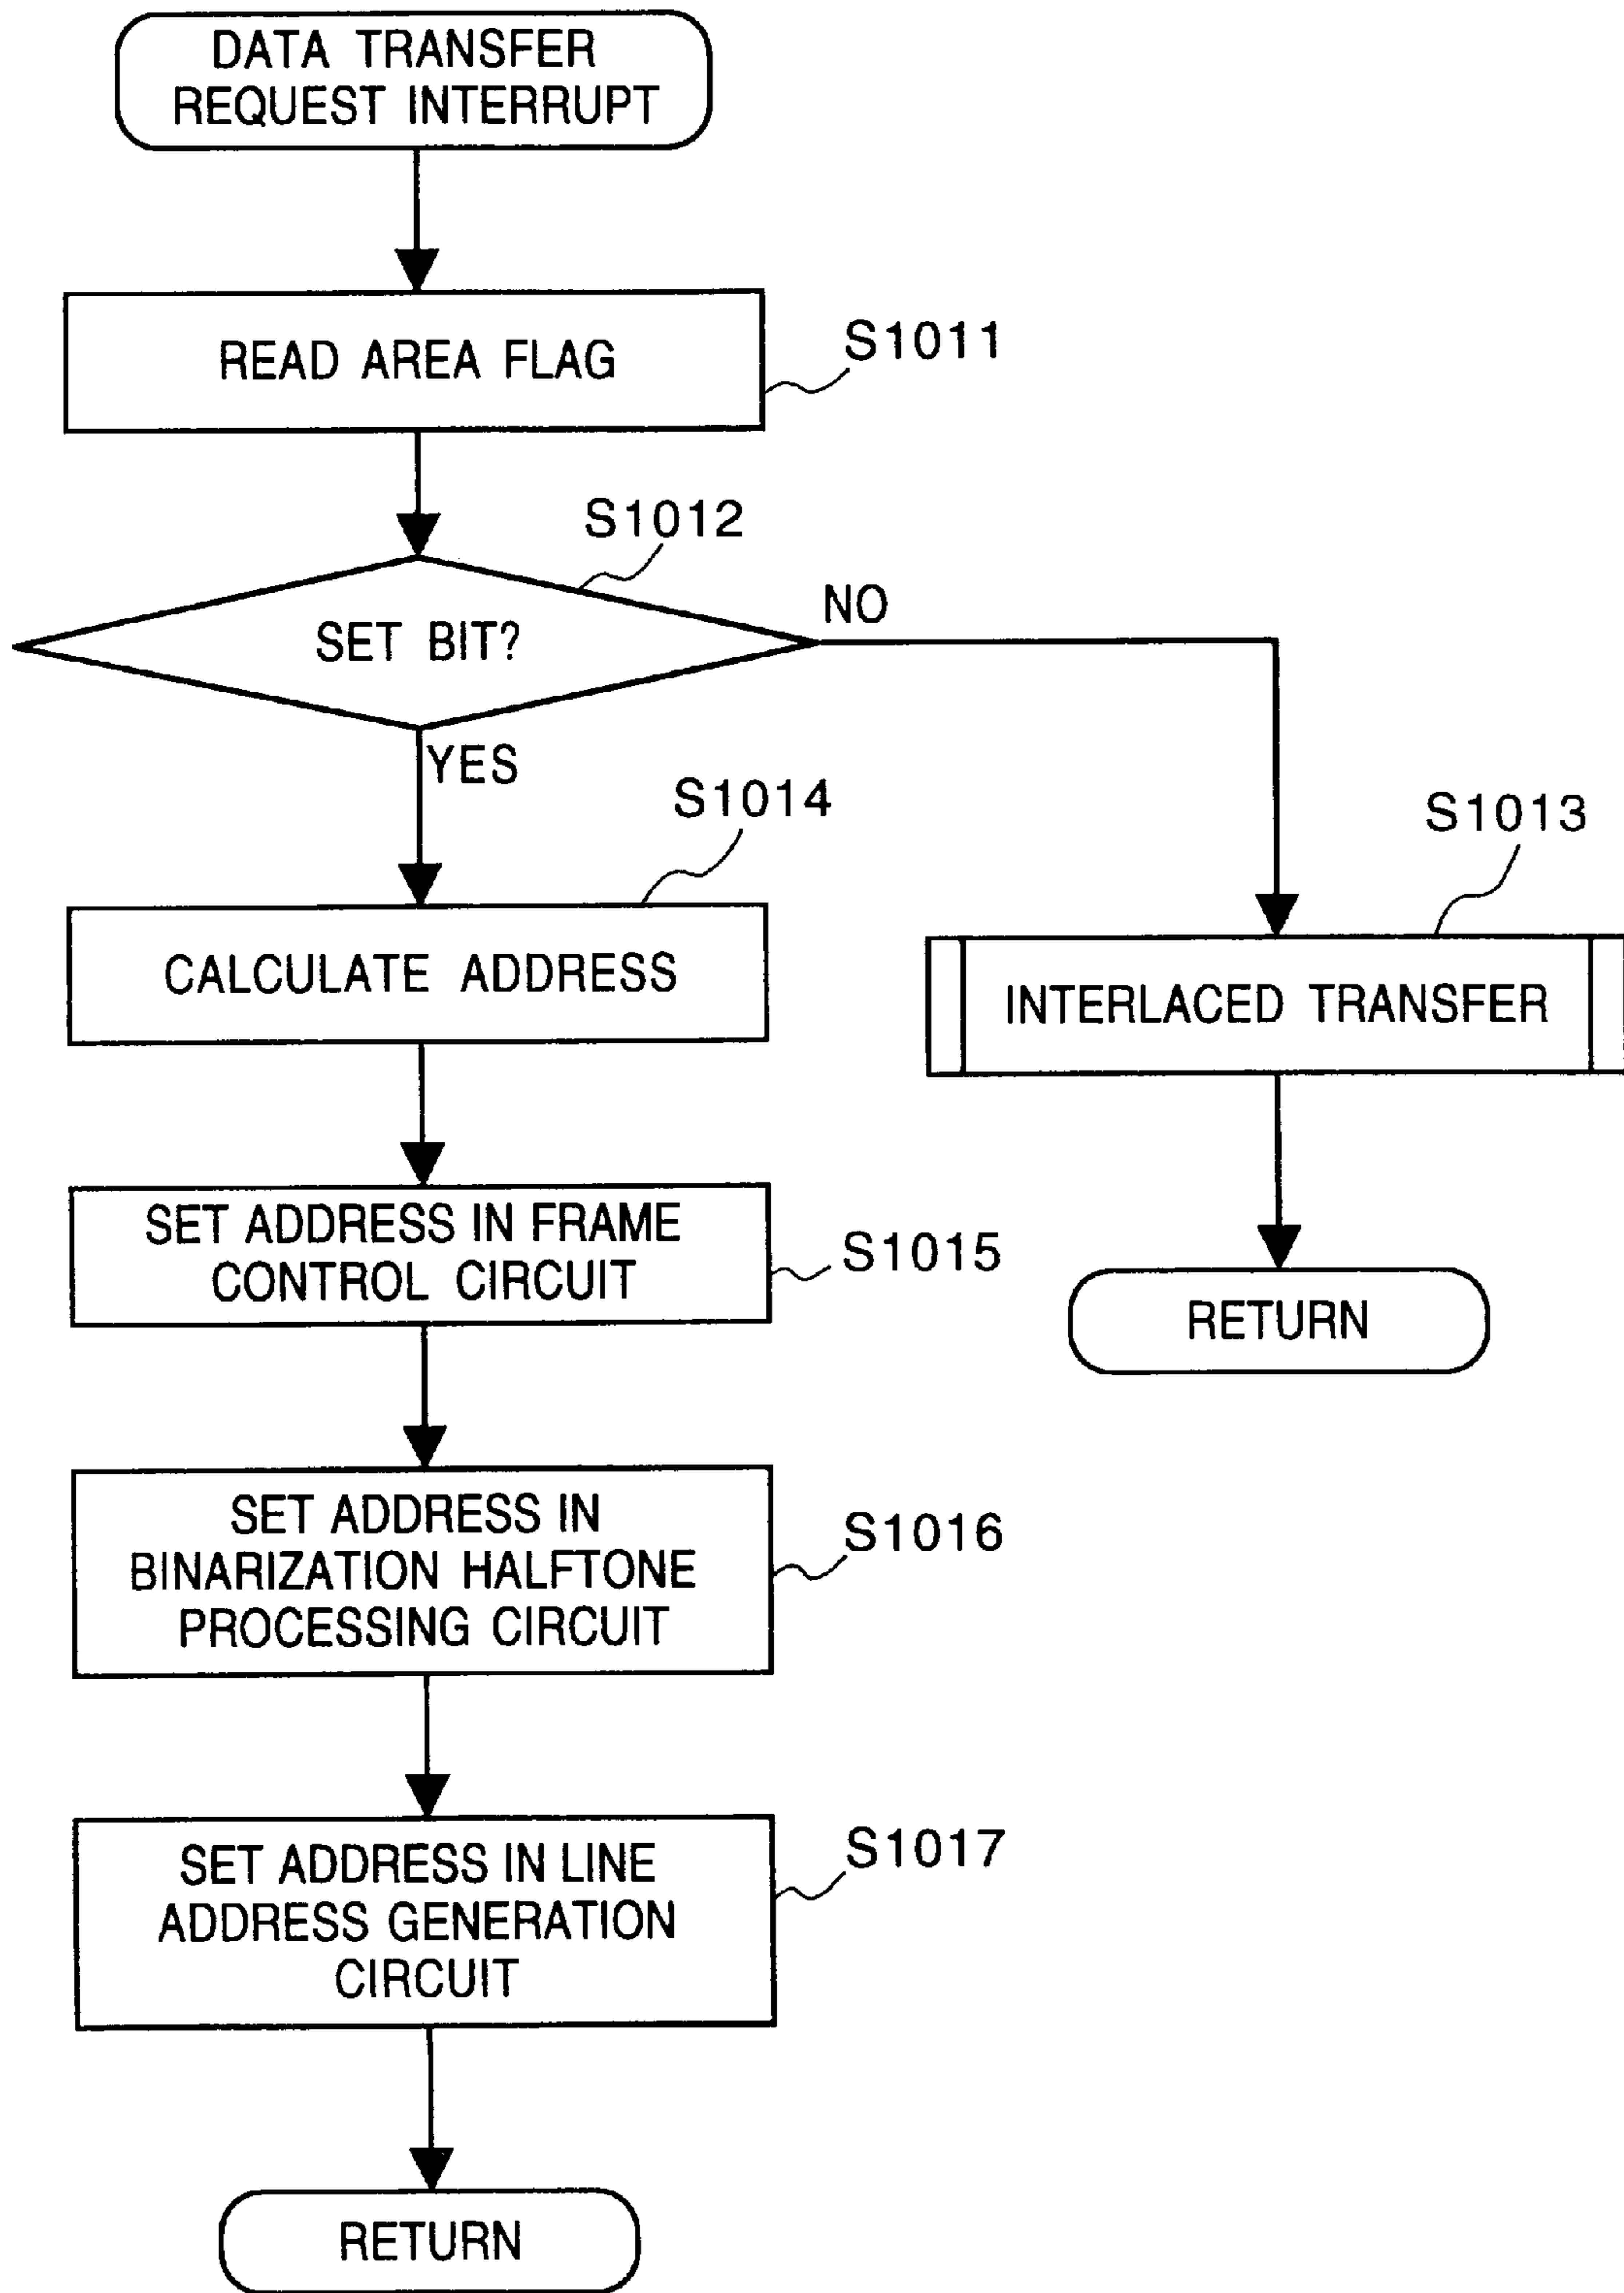 DATA TRANSFER
REQUEST INTERRUPT
READ AREA FLAG
S1011
S1012
SET BIT?
NO
YES
S1014
S1013
CALCULATE ADDRESS
INTERLACED TRANSFER
SET ADDRESS IN FRAME
CONTROL CIRCUIT
S1015
RETURN
SET ADDRESS IN
BINARIZATION HALFTONE
PROCESSING CIRCUIT
S1016
SET ADDRESS IN LINE
ADDRESS GENERATION
CIRCUIT
S1017
RETURN